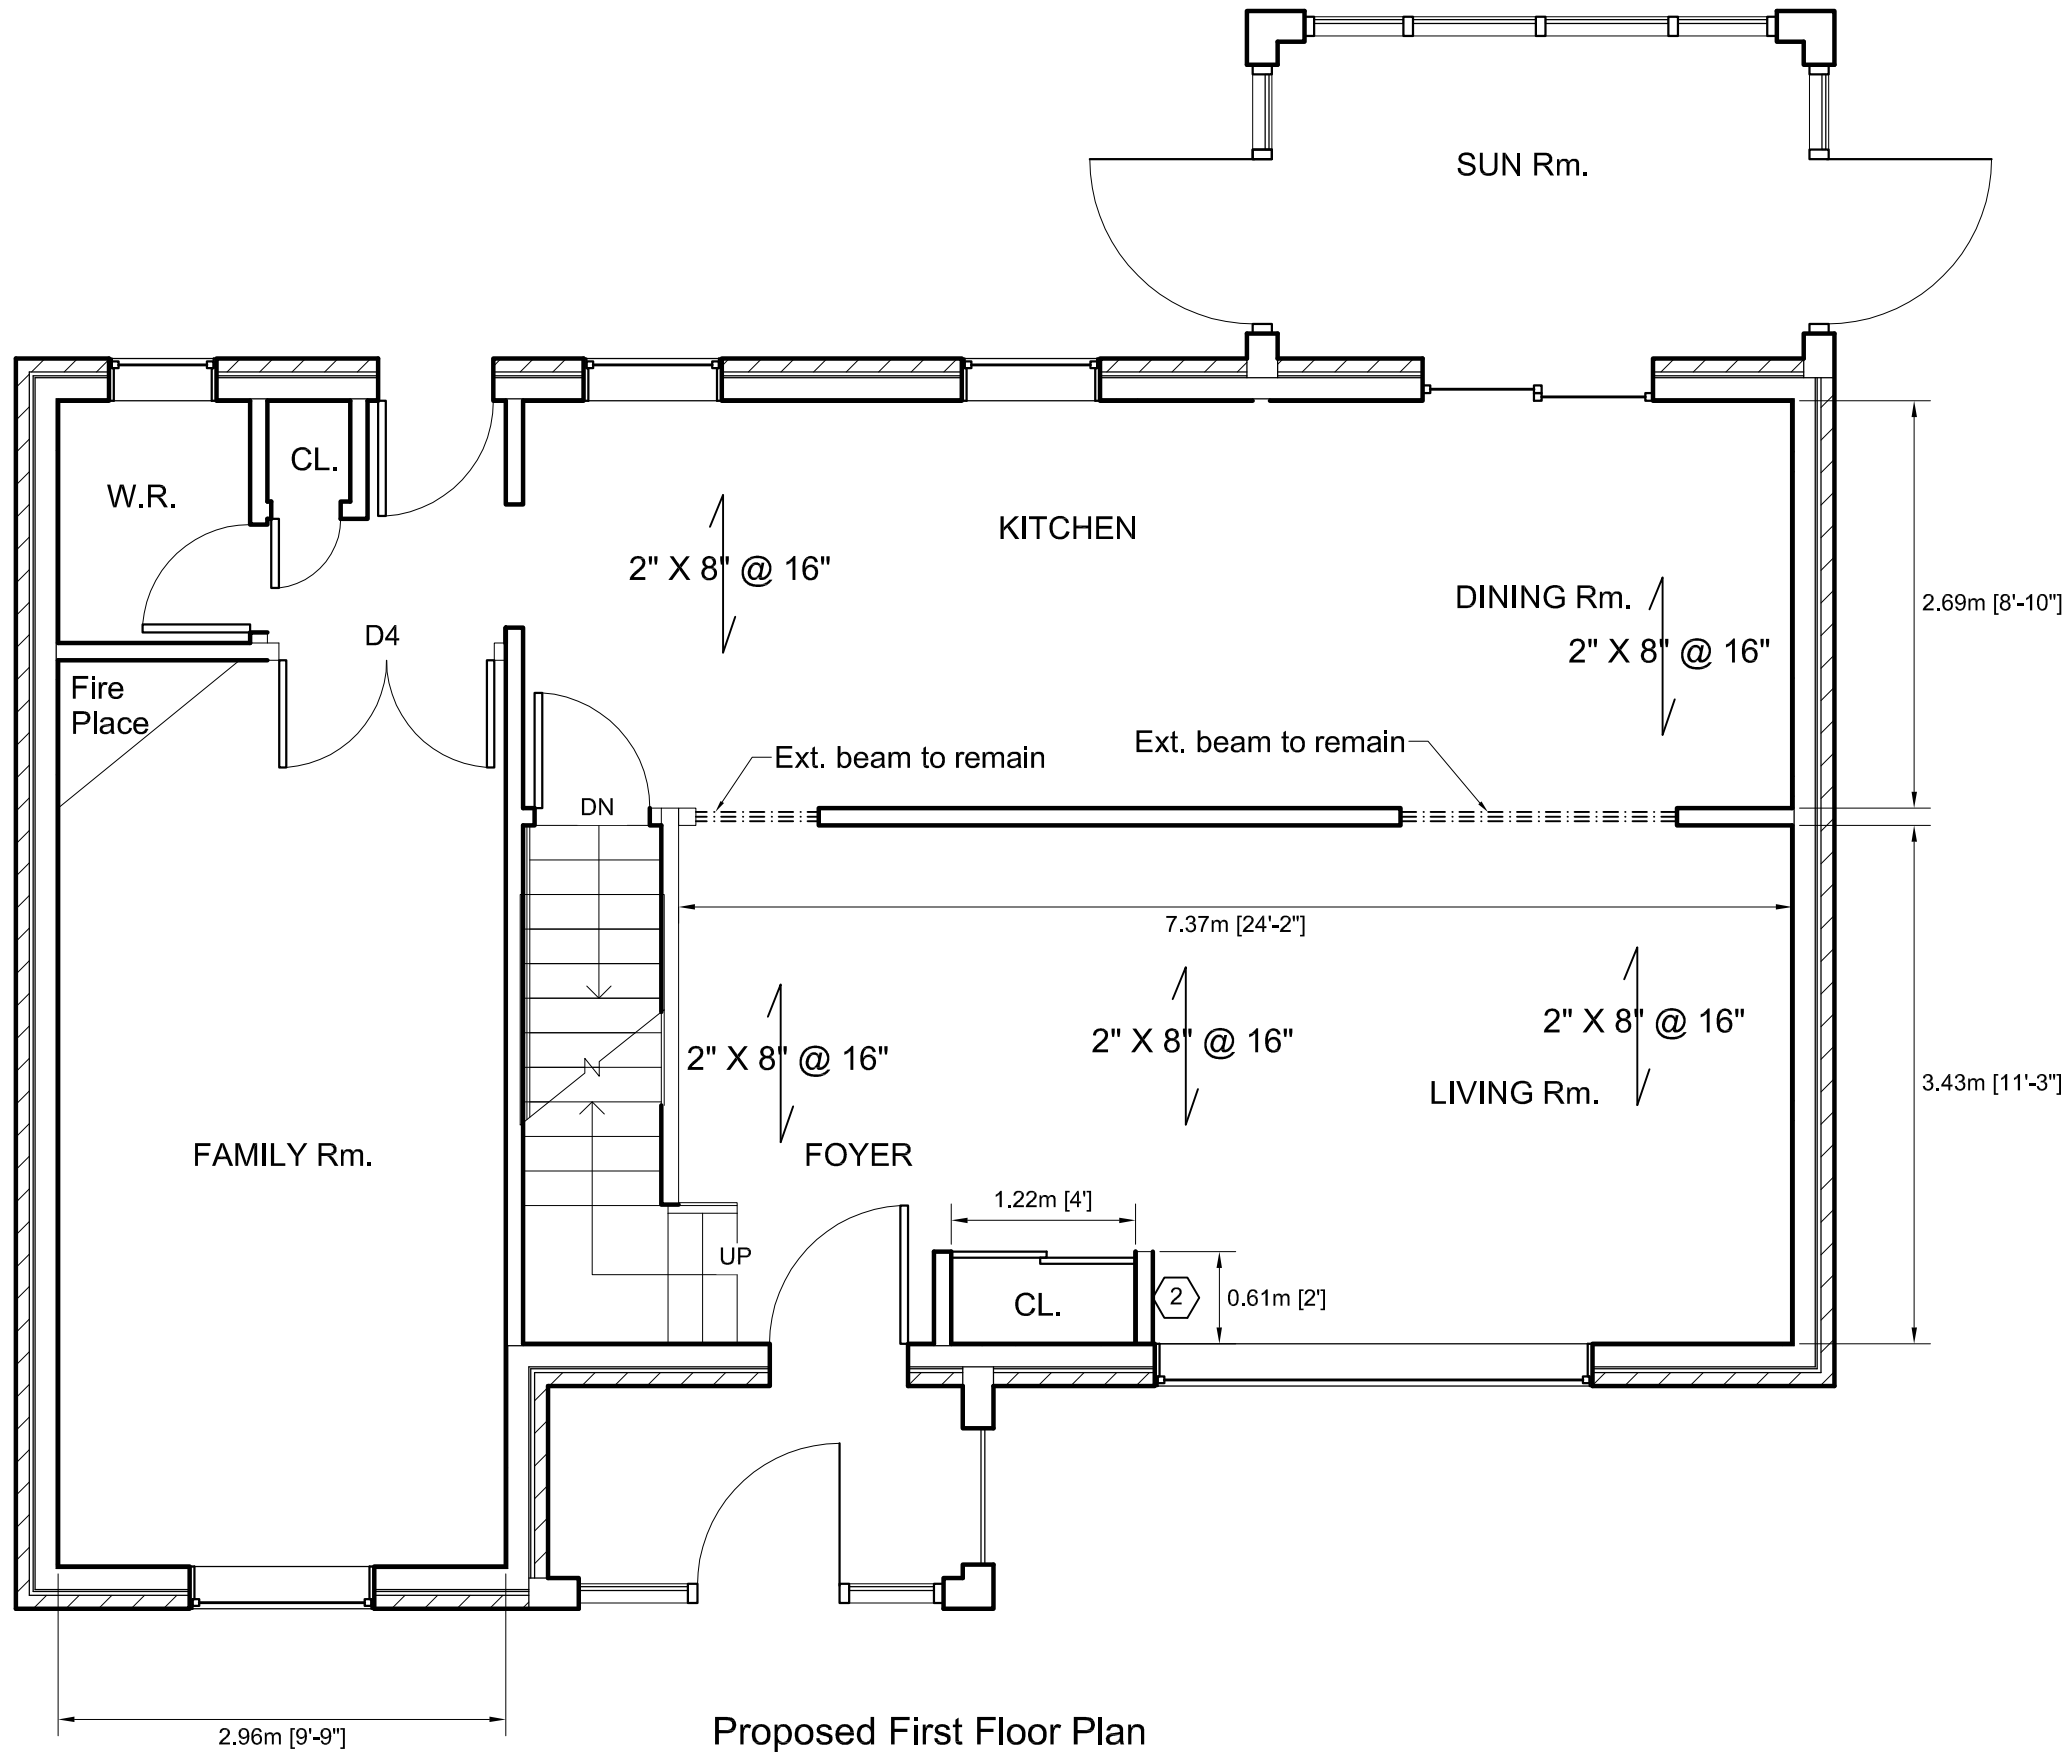 SUN Rm.
CL.
W.R.
KITCHEN
2" X 8" @ 16"
DINING Rm.
2.69m [8'-10"]
D4
2" X 8" @ 16"
Fire
Place
Ext. beam to remain
Ext. beam to remain
DN
7.37m [24'-2"]
2" X 8" @ 16"
2" X 8" @ 16"
2" X 8" @ 16"
3.43m [11'-3"]
LIVING Rm.
FAMILY Rm.
FOYER
1.22m [4']
UP
CL.
2
0.61m [2']
2.96m [9'-9"]
Proposed First Floor Plan